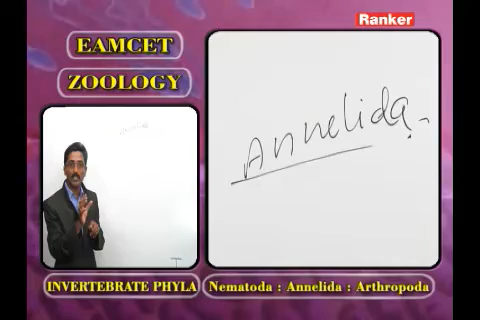 Ranker
EAMCET
ZOOLOGY
Annelida
INVERTEBRATE PHYLA
Nematoda : Annelida : Arthropoda